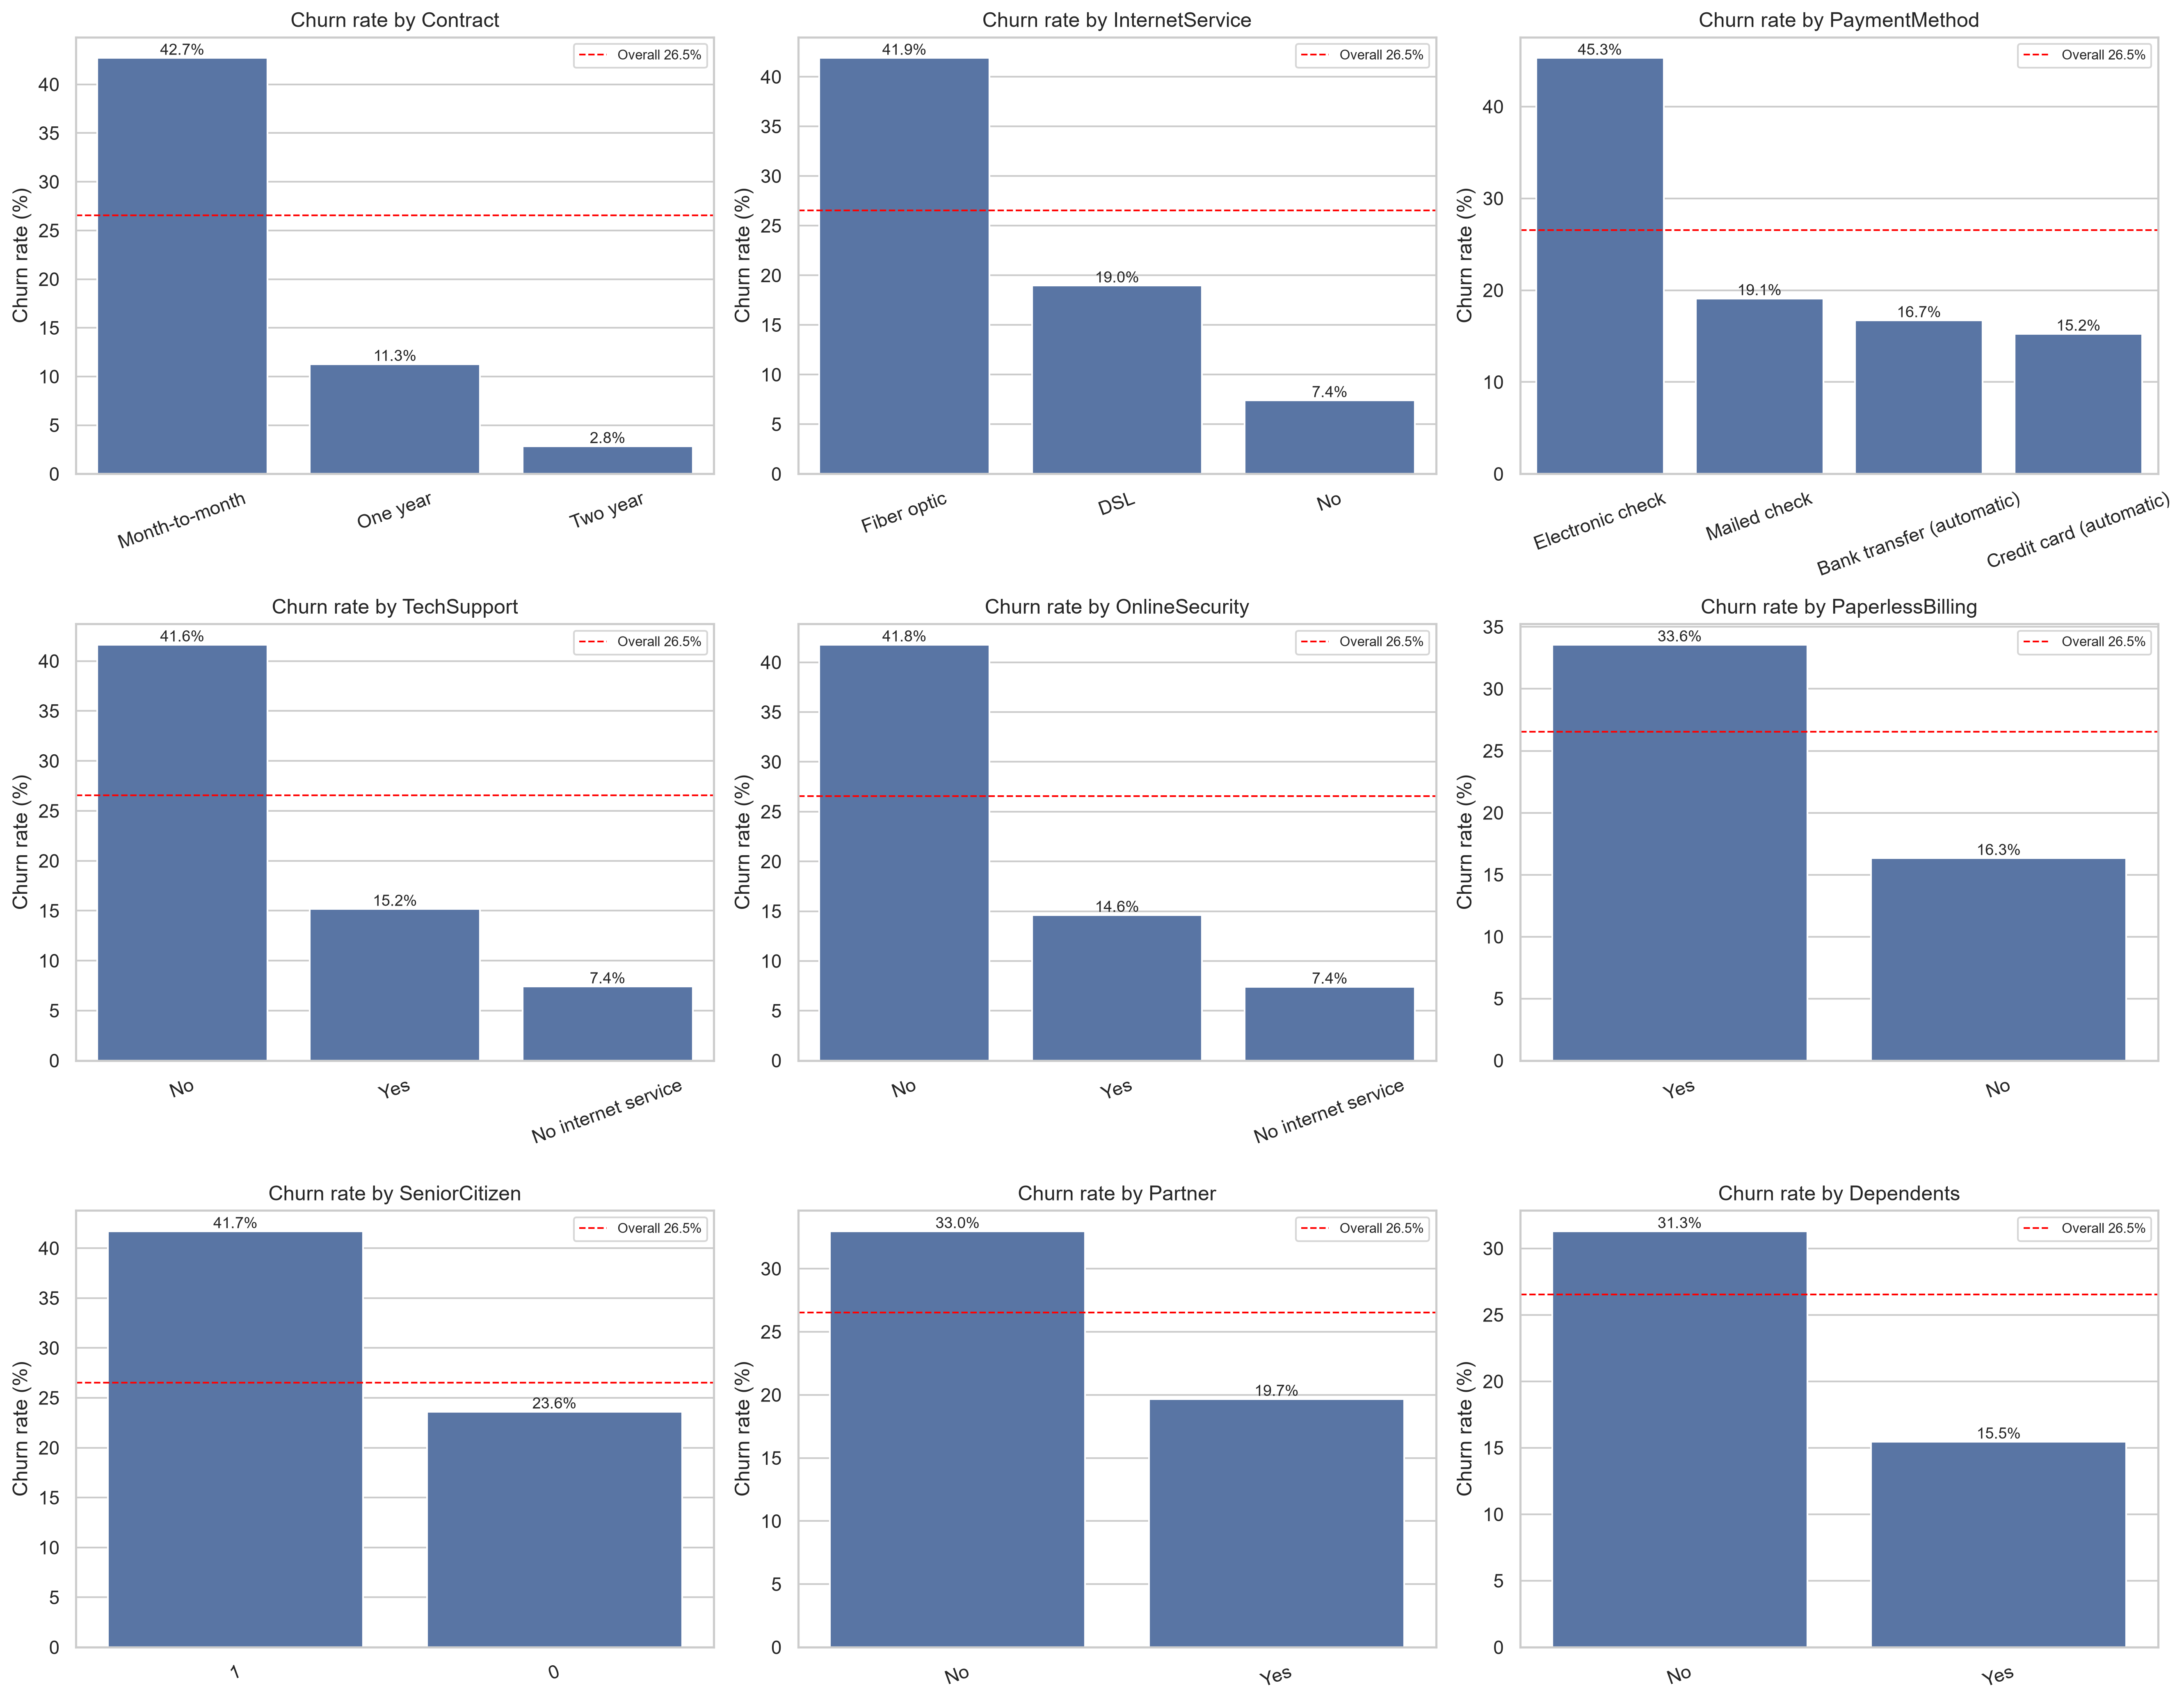 Churn rate by Contract
Churn rate (%)
40
35
30
25
20
15
10
5
0
42.7%
11.3%
2.8%
Overall 26.5%
Month-to-month
One year
Two year
Churn rate by InternetService
Churn rate (%)
40
35
30
25
20
15
10
5
0
41.9%
19.0%
7.4%
Overall 26.5%
Fiber optic
DSL
No
Churn rate by PaymentMethod
Churn rate (%)
40
30
20
10
0
45.3%
19.1%
16.7%
15.2%
Overall 26.5%
Electronic check
Mailed check
Bank transfer (automatic)
Credit card (automatic)
Churn rate by TechSupport
Churn rate (%)
40
35
30
25
20
15
10
5
0
41.6%
15.2%
7.4%
Overall 26.5%
No
Yes
No internet service
Churn rate by OnlineSecurity
Churn rate (%)
40
35
30
25
20
15
10
5
0
41.8%
14.6%
7.4%
Overall 26.5%
No
Yes
No internet service
Churn rate by PaperlessBilling
Churn rate (%)
35
30
25
20
15
10
5
0
33.6%
16.3%
Overall 26.5%
Yes
No
Churn rate by SeniorCitizen
Churn rate (%)
40
35
30
25
20
15
10
5
0
41.7%
23.6%
Overall 26.5%
1
0
Churn rate by Partner
Churn rate (%)
30
25
20
15
10
5
0
33.0%
19.7%
Overall 26.5%
No
Yes
Churn rate by Dependents
Churn rate (%)
30
25
20
15
10
5
0
31.3%
15.5%
Overall 26.5%
No
Yes